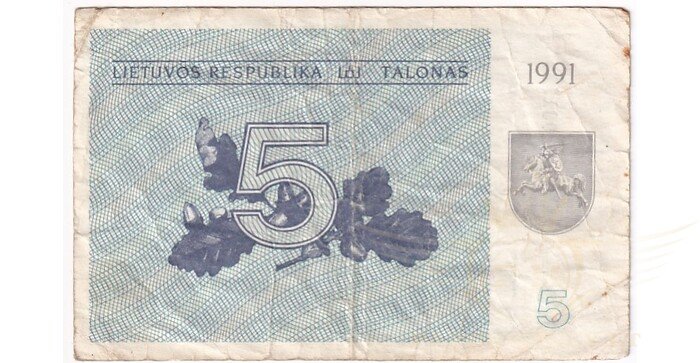 LIETUVOS RESPUBLIKA TALONAS
1991
5
5